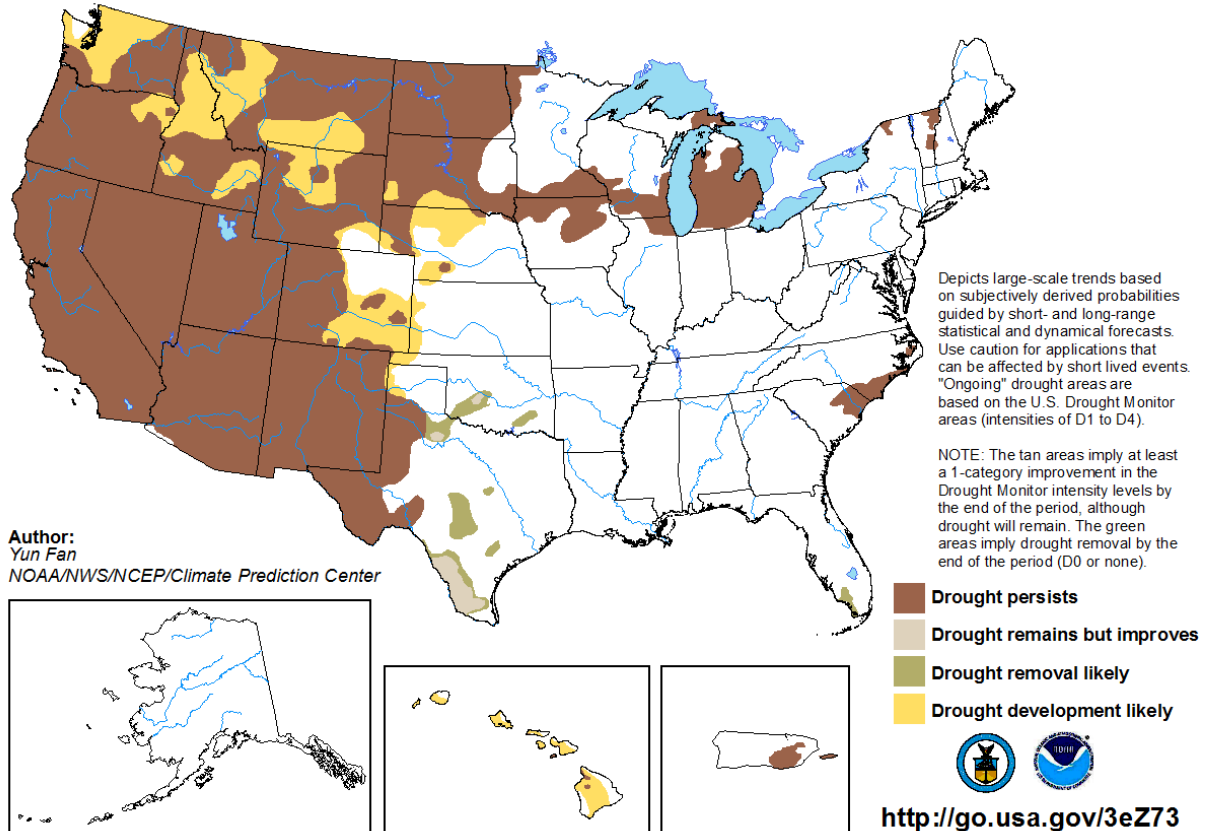 Depicts large-scale trends based
on subjectively derived probabilities
guided by short- and long-range
statistical and dynamical forecasts.
Use caution for applications that
can be affected by short lived events.
"Ongoing" drought areas are
based on the U.S. Drought Monitor
areas (intensities of D1 to D4).
NOTE: The tan areas imply at least
a 1-category improvement in the
Drought Monitor intensity levels by
the end of the period, although
drought will remain. The green
areas imply drought removal by the
end of the period (D0 or none).
Author:
Yun Fan
NOAA/NWS/NCEP/Climate Prediction Center
Drought persists
Drought remains but improves
Drought removal likely
Drought development likely
NOAA
http://go.usa.gov/3eZ73